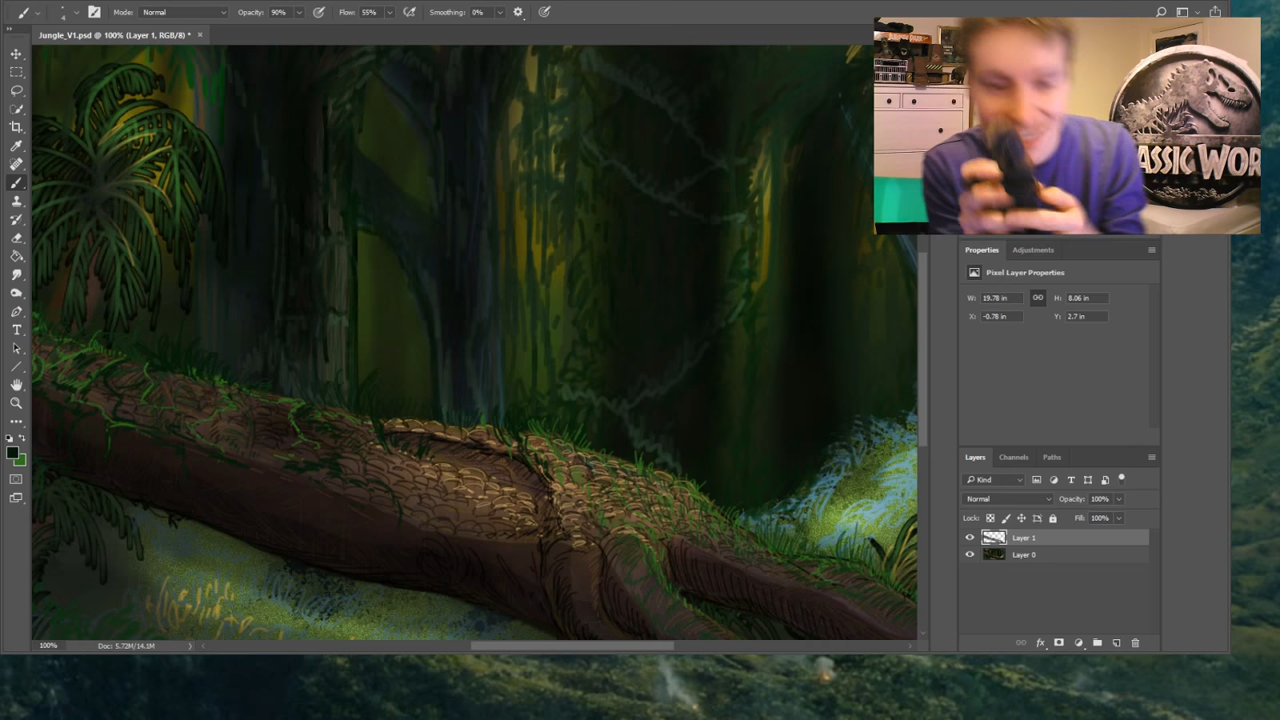 Mode: Normal Opacity: 90% Flow: 55% Smoothing: 0%
Jungle_V1.psd @ 100% (Layer 1, RGB/8) *
ASSIC WOR
Properties Adjustments
Pixel Layer Properties
W: 19.78 in H: 8.06 in
X: -0.78 in Y: 2.7 in
Layers Channels Paths
Kind
Normal Opacity: 100%
Lock: Fill: 100%
Layer 1
Layer 0
fx
100% Doc: 5.72M/14.1M